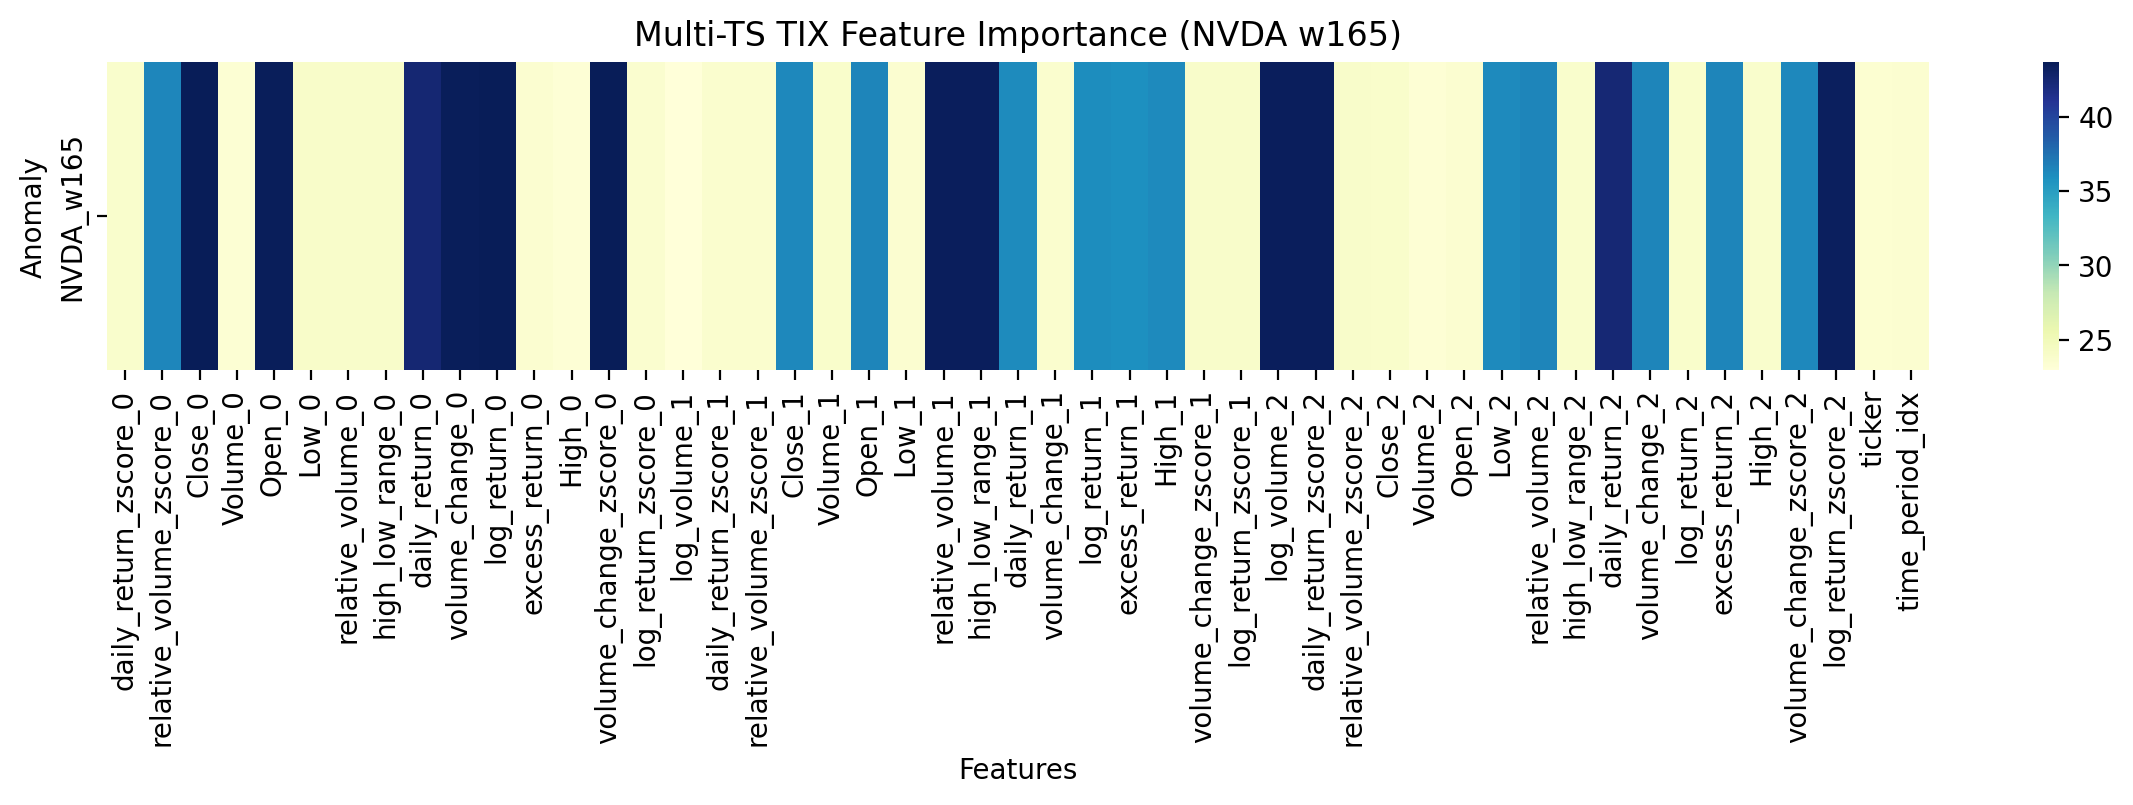 Multi-TS TIX Feature Importance (NVDA w165)
Anomaly
NVDA_w165
40
35
30
25
daily_return_zscore_0
relative_volume_zscore_0
Close_0
Volume_0
Open_0
Low_0
relative_volume_0
high_low_range_0
daily_return_0
volume_change_0
log_return_0
excess_return_0
High_0
volume_change_zscore_0
log_return_zscore_0
log_volume_1
daily_return_zscore_1
relative_volume_zscore_1
Close_1
Volume_1
Open_1
Low_1
relative_volume_1
high_low_range_1
daily_return_1
volume_change_1
log_return_1
excess_return_1
High_1
volume_change_zscore_1
log_return_zscore_1
log_volume_2
daily_return_zscore_2
relative_volume_zscore_2
Close_2
Volume_2
Open_2
Low_2
relative_volume_2
high_low_range_2
daily_return_2
volume_change_2
log_return_2
excess_return_2
High_2
volume_change_zscore_2
log_return_zscore_2
ticker
time_period_idx
Features